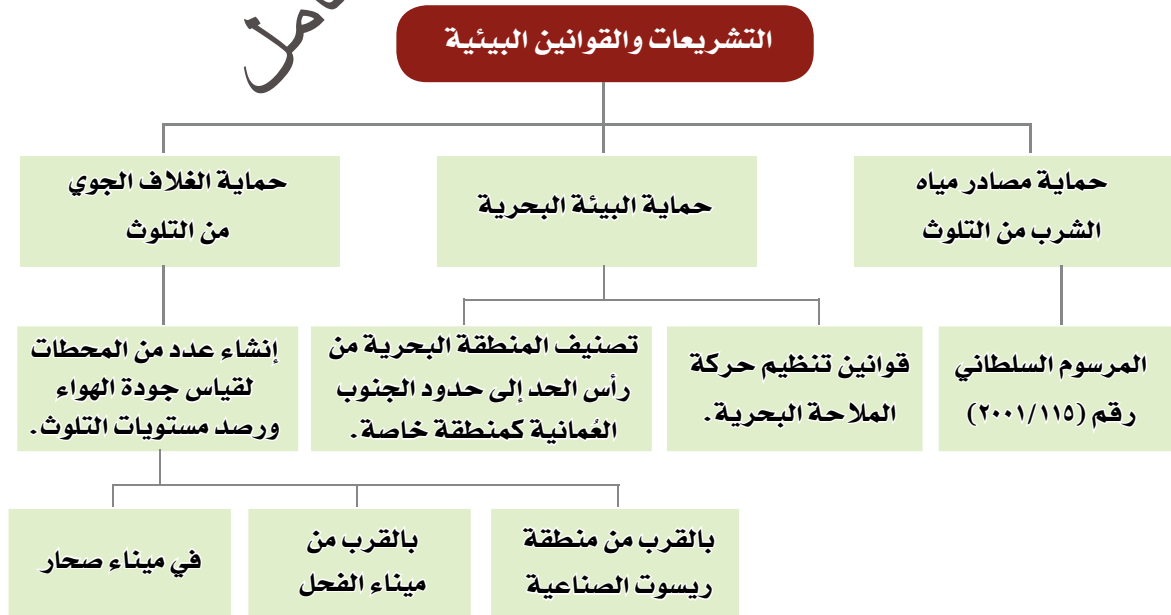 التشريعات والقوانين البيئية
حماية مصادر مياه
الشرب من التلوث
حماية البيئة البحرية
حماية الغلاف الجوي
من التلوث
المرسوم السلطاني
رقم (٢٠٠١/١١٥)
قوانين تنظيم حركة
الملاحة البحرية.
تصنيف المنطقة البحرية من
رأس الحد إلى حدود الجنوب
العُمانية كمنطقة خاصة.
إنشاء عدد من المحطات
لقياس جودة الهواء
ورصد مستويات التلوث.
بالقرب من منطقة
ريسوت الصناعية
بالقرب من
ميناء الفحل
في ميناء صحار